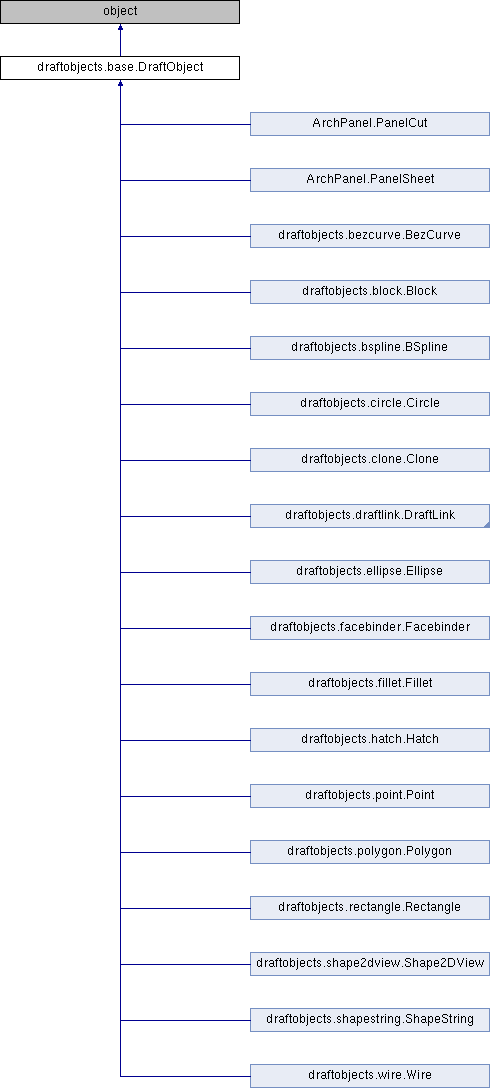 object
draftobjects.base.DraftObject
ArchPanel.PanelCut
ArchPanel.PanelSheet
draftobjects.bezcurve.BezCurve
draftobjects.block.Block
draftobjects.bspline.BSpline
draftobjects.circle.Circle
draftobjects.clone.Clone
draftobjects.draftlink.DraftLink
draftobjects.ellipse.Ellipse
draftobjects.facebinder.Facebinder
draftobjects.fillet.Fillet
draftobjects.hatch.Hatch
draftobjects.point.Point
draftobjects.polygon.Polygon
draftobjects.rectangle.Rectangle
draftobjects.shape2dview.Shape2DView
draftobjects.shapestring.ShapeString
draftobjects.wire.Wire